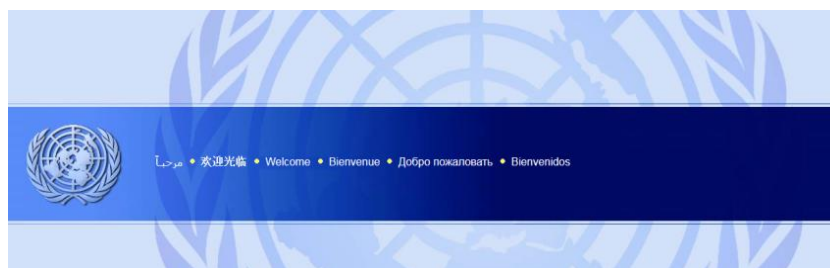 مرحباً • 欢迎光临 • Welcome • Bienvenue • Добро пожаловать • Bienvenidos